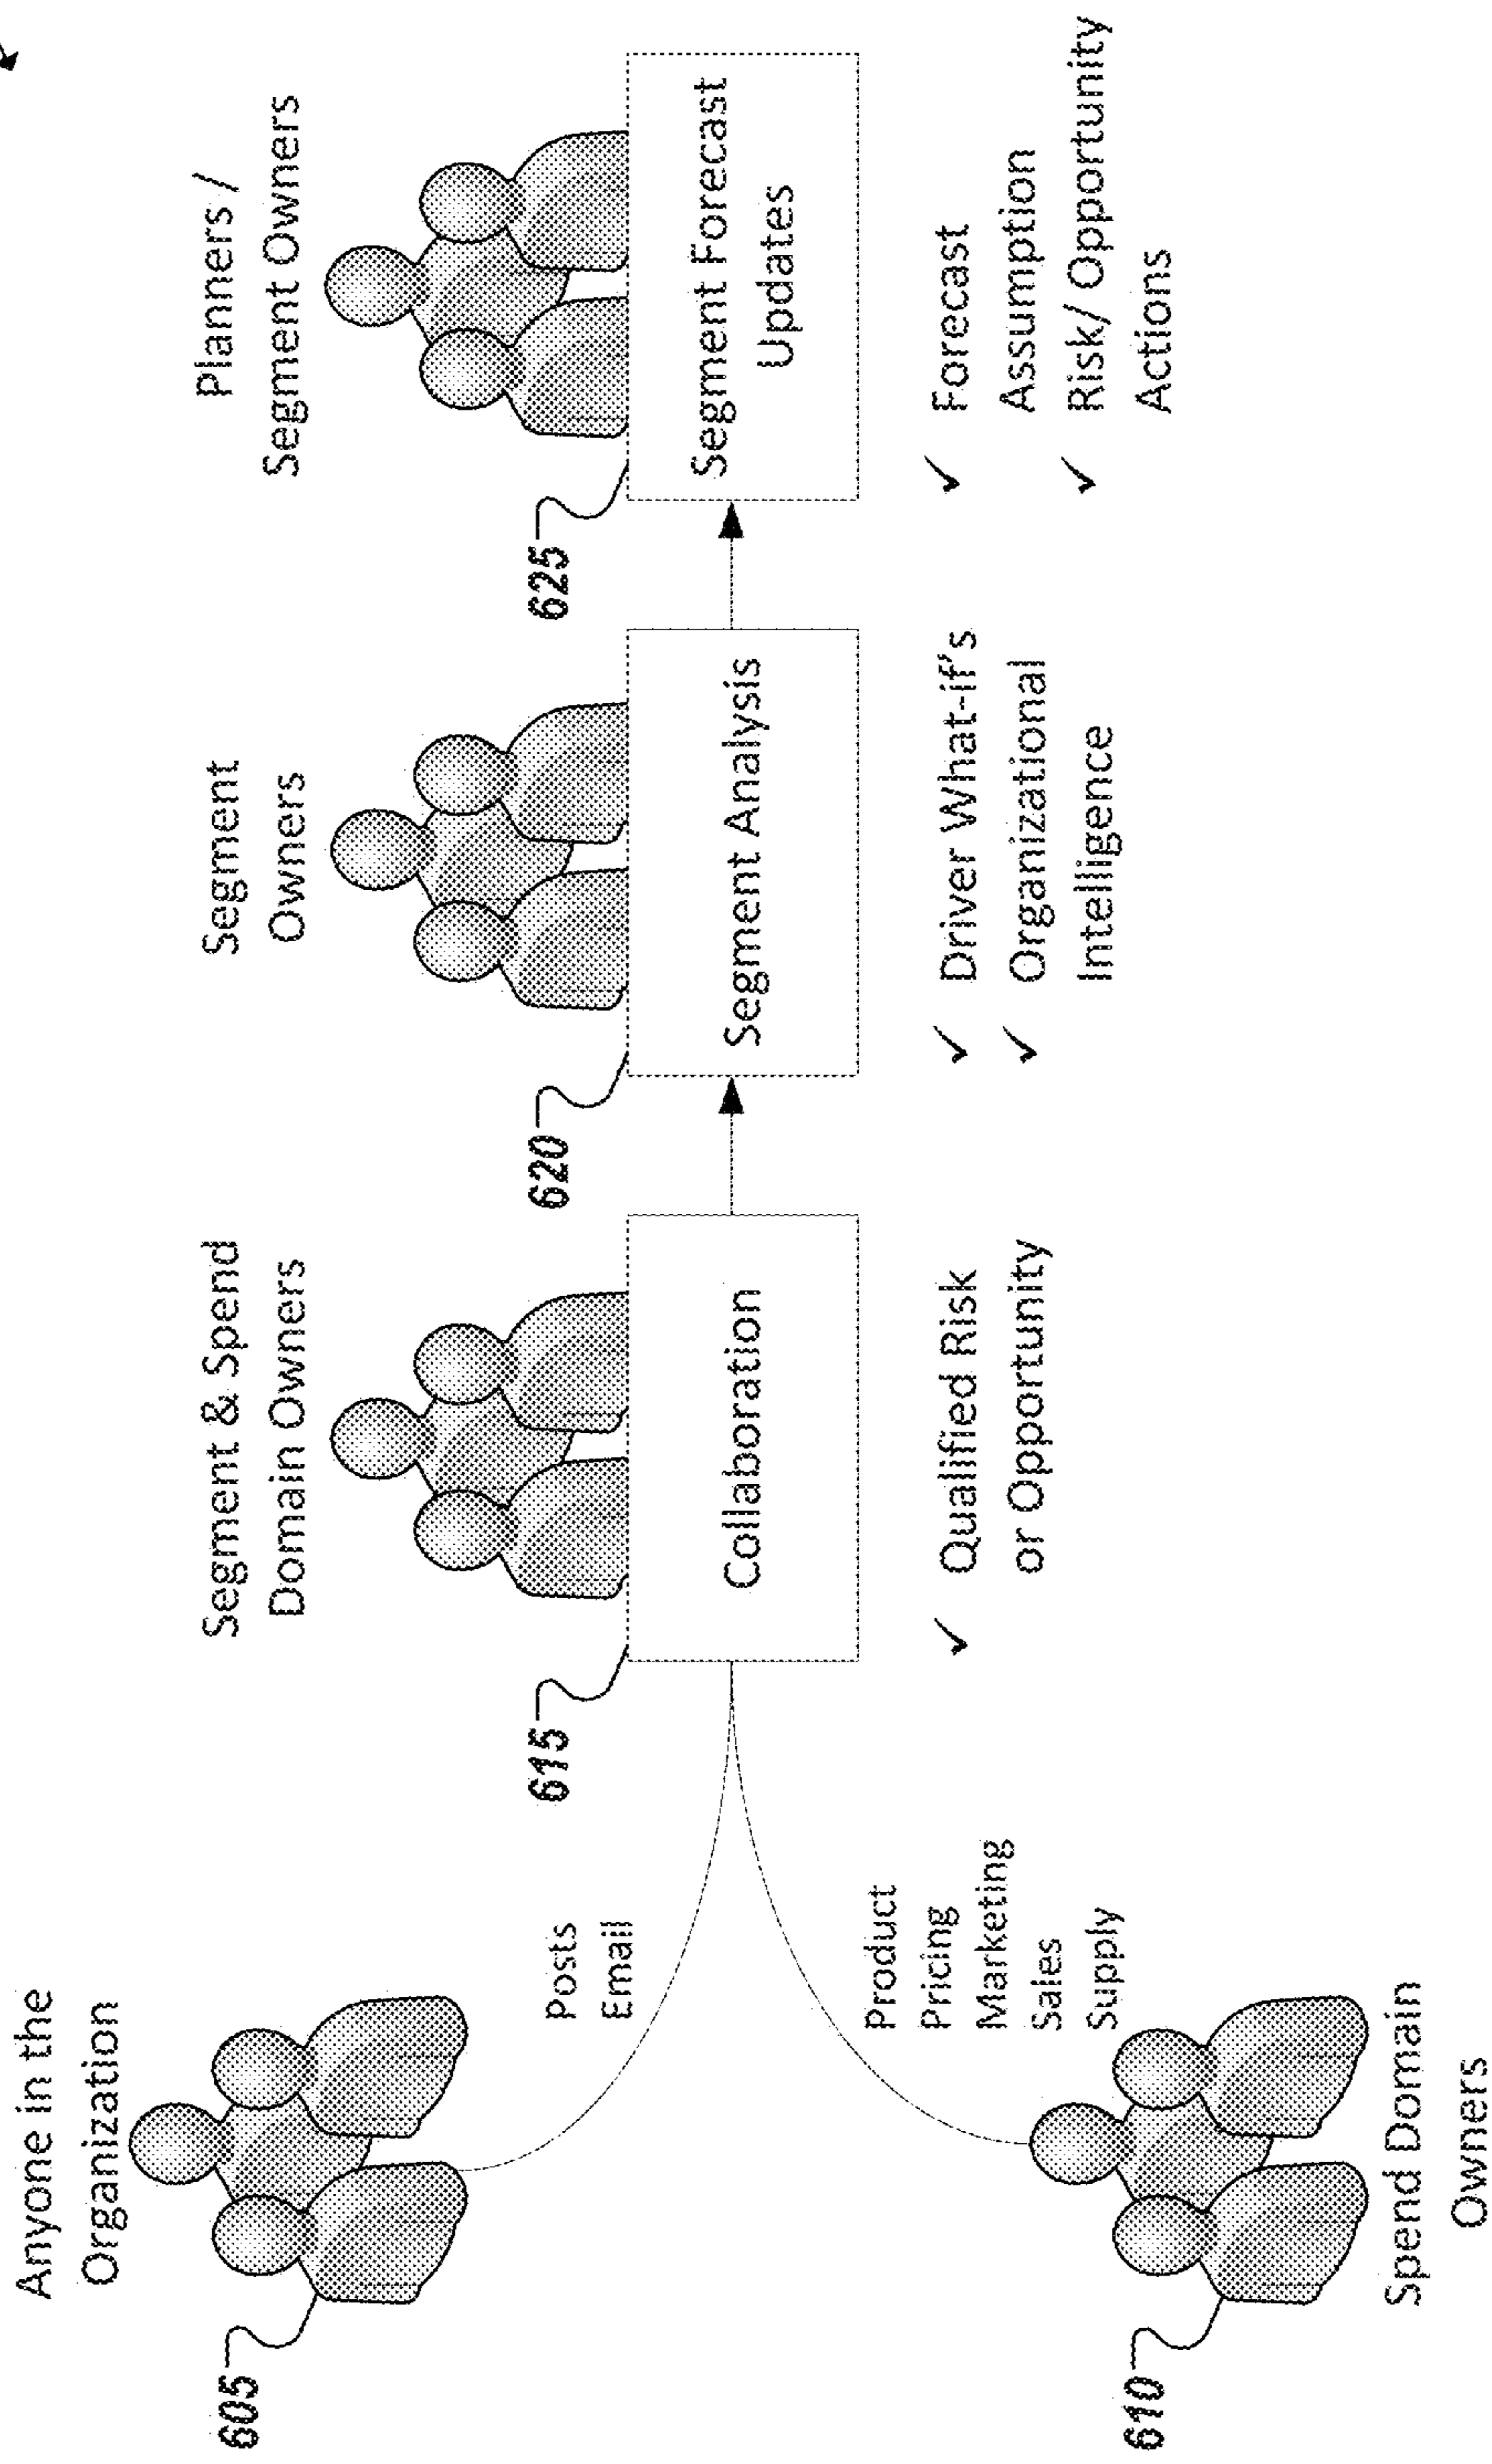 Anyone in the
Organization
605
Posts
Email
Product
Pricing
Marketing
Sales
Supply
610
Spend Domain
Owners
Segment & Spend
Domain Owners
615
Collaboration
✓ Qualified Risk
or Opportunity
Segment
Owners
620
Segment Analysis
✓ Driver What-if's
✓ Organizational
Intelligence
Planners /
Segment Owners
625
Segment Forecast
Updates
✓ Forecast
Assumption
✓ Risk/ Opportunity
Actions